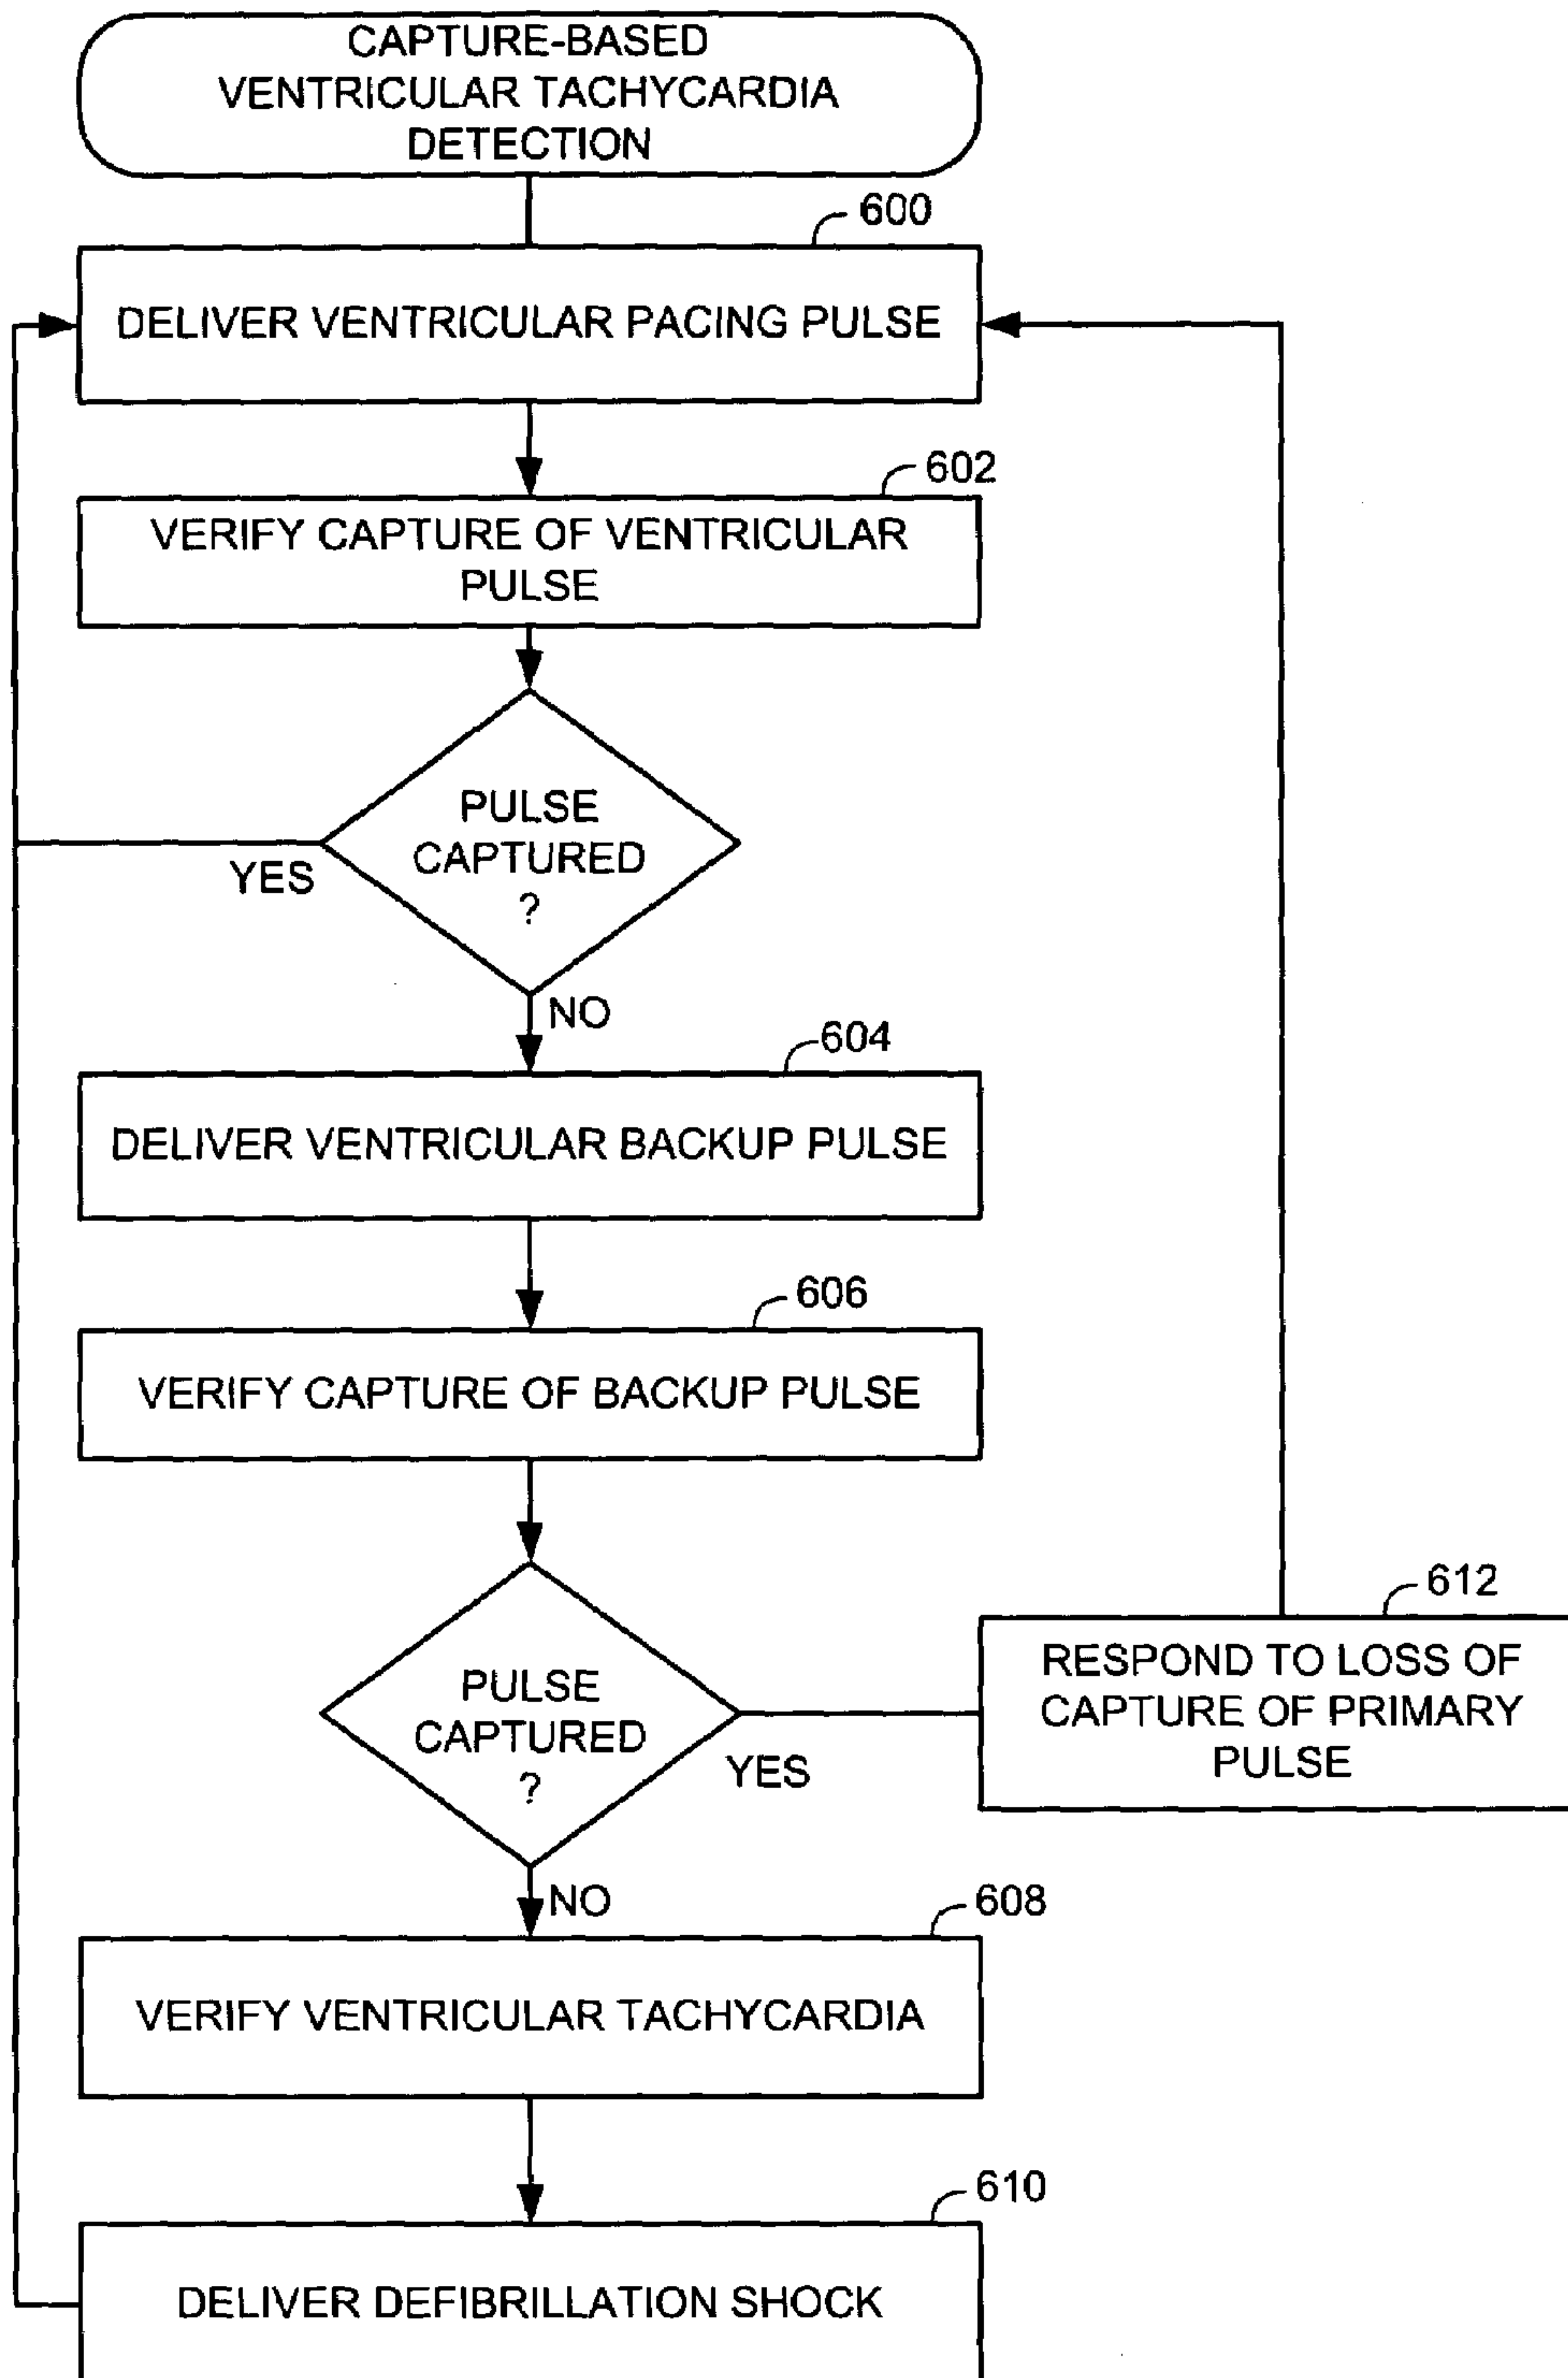 CAPTURE-BASED
VENTRICULAR TACHYCARDIA
DETECTION
600
DELIVER VENTRICULAR PACING PULSE
602
VERIFY CAPTURE OF VENTRICULAR
PULSE
PULSE
CAPTURED
?
YES
NO
604
DELIVER VENTRICULAR BACKUP PULSE
606
VERIFY CAPTURE OF BACKUP PULSE
PULSE
CAPTURED
?
YES
612
RESPOND TO LOSS OF
CAPTURE OF PRIMARY
PULSE
NO
608
VERIFY VENTRICULAR TACHYCARDIA
610
DELIVER DEFIBRILLATION SHOCK